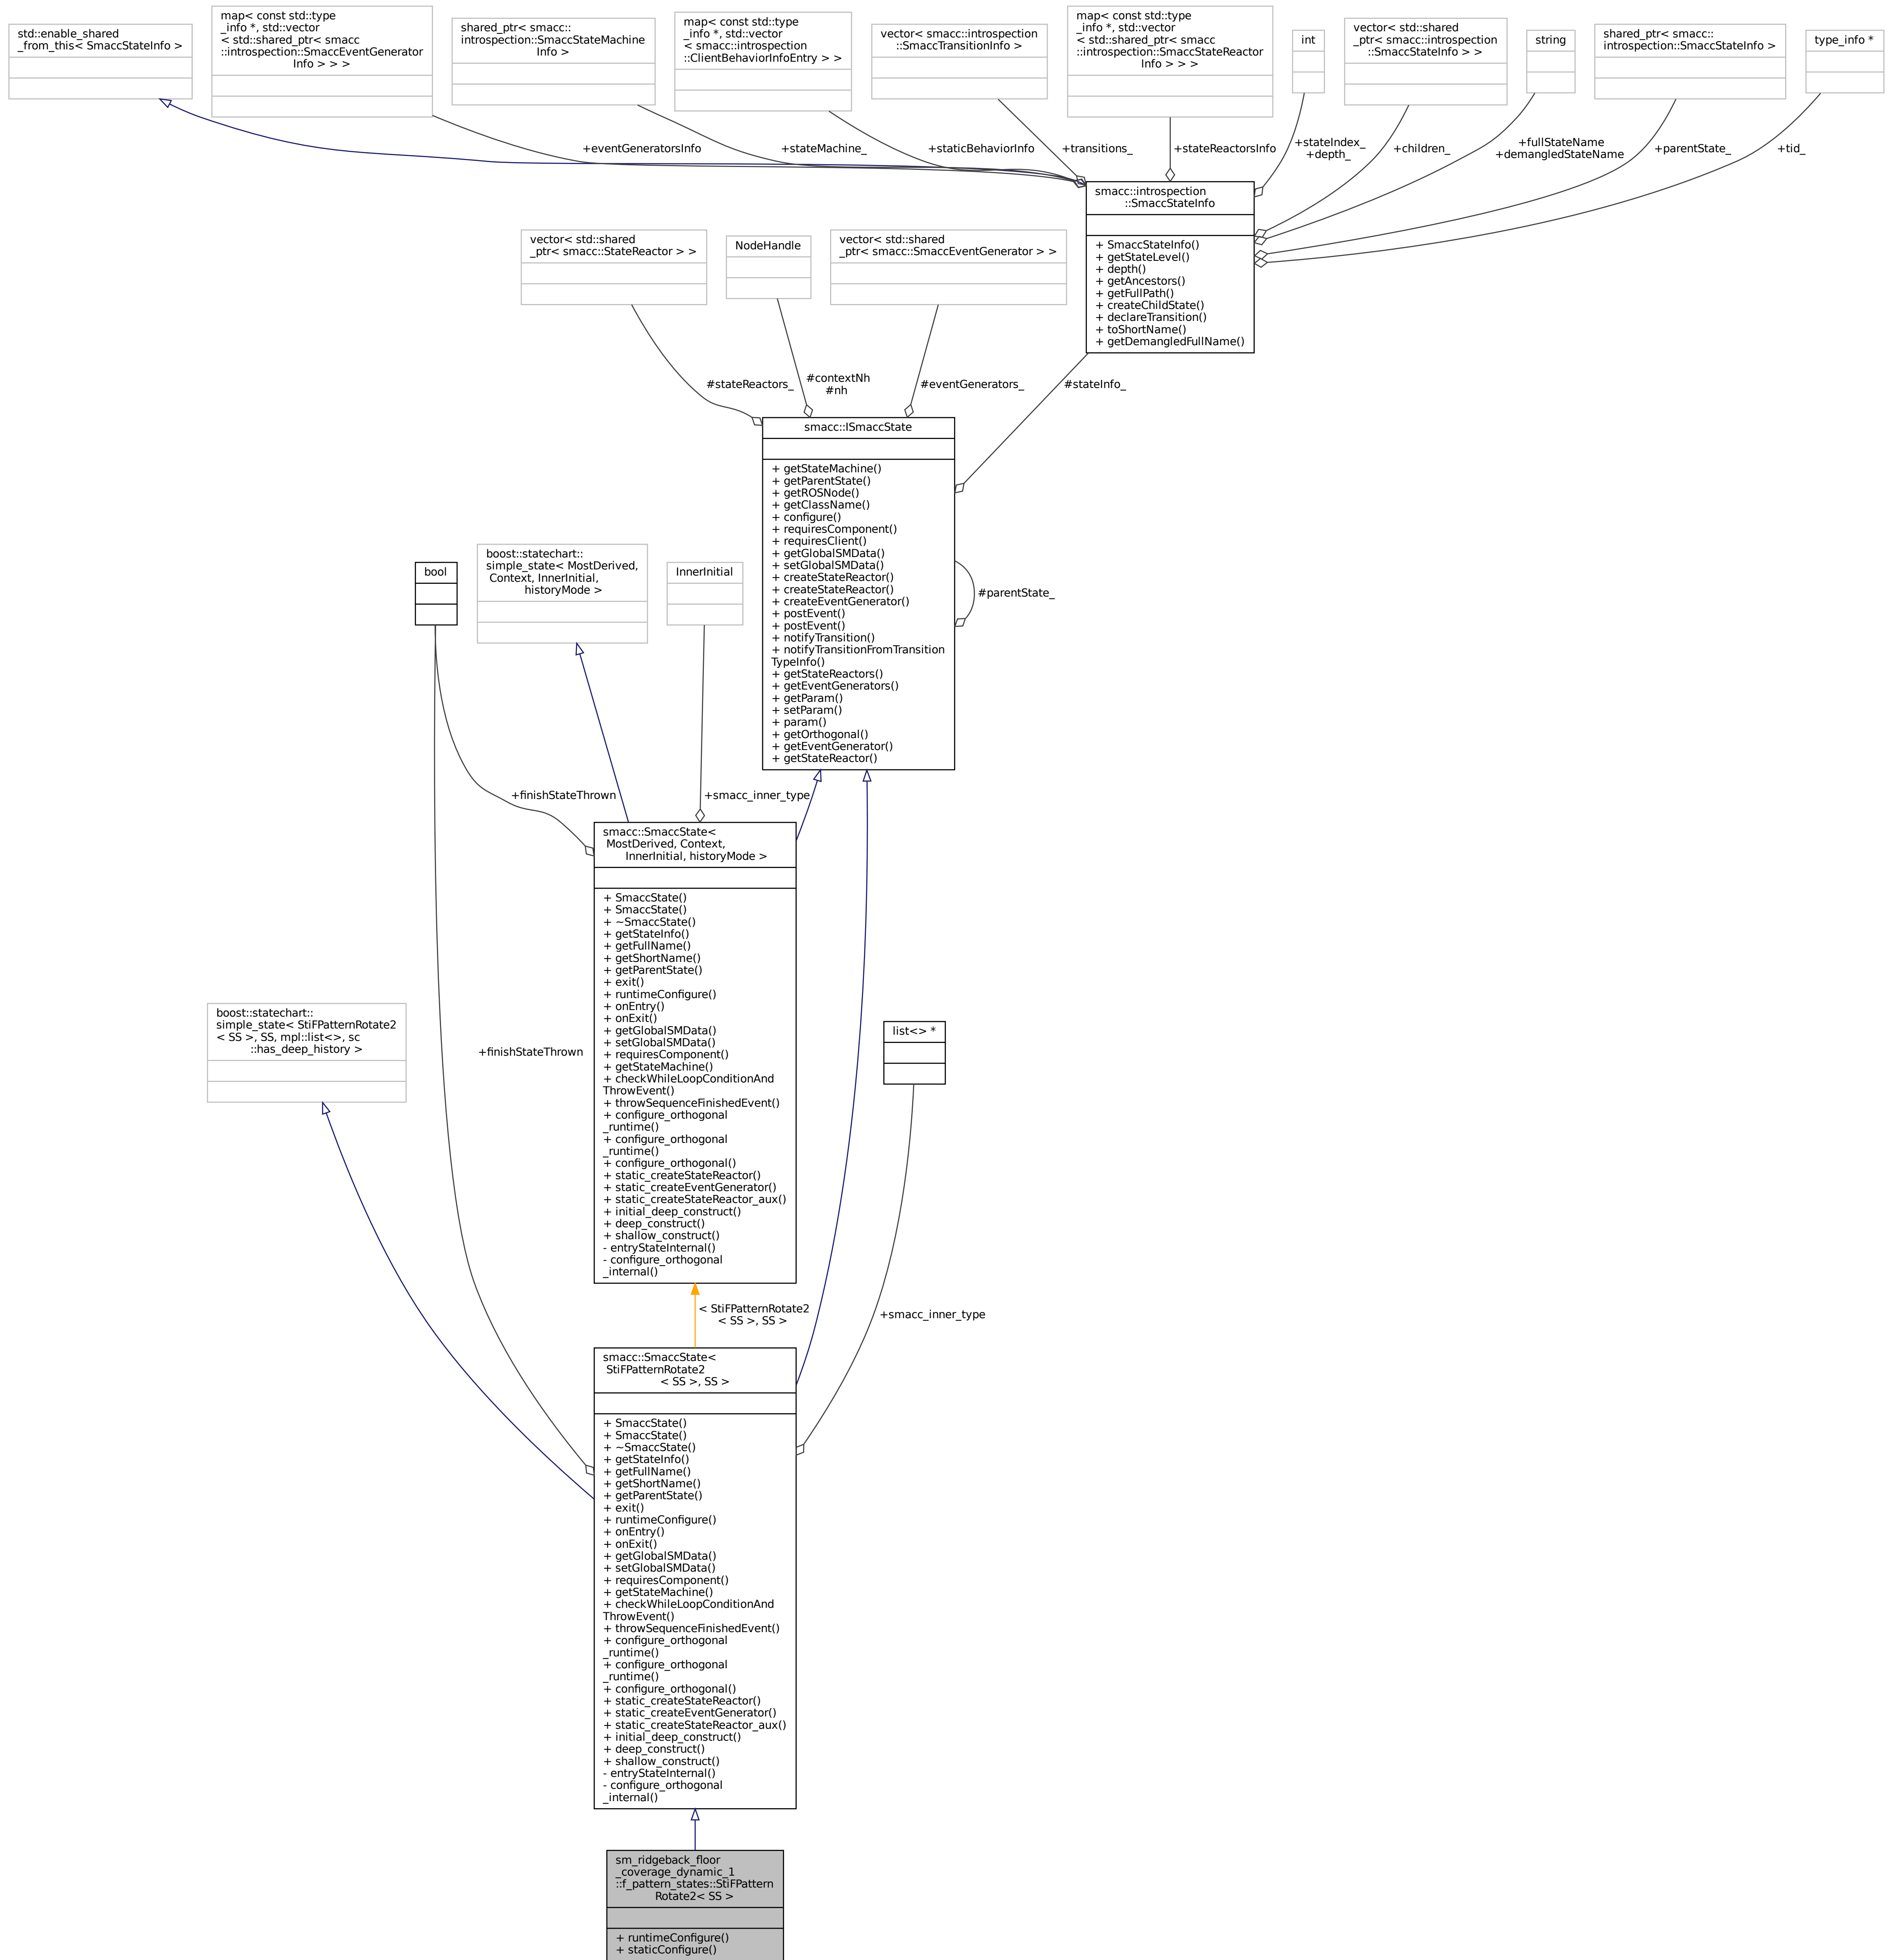 std::enable_shared
_from_this< SmaccStateInfo >
map< const std::type
_info *, std::vector
< std::shared_ptr< smacc
::introspection::SmaccEventGenerator
Info > > >
shared_ptr< smacc::
introspection::SmaccStateMachine
Info >
map< const std::type
_info *, std::vector
< smacc::introspection
::ClientBehaviorInfoEntry > >
vector< smacc::introspection
::SmaccTransitionInfo >
map< const std::type
_info *, std::vector
< std::shared_ptr< smacc
::introspection::SmaccStateReactor
Info > > >
int
vector< std::shared
_ptr< smacc::introspection
::SmaccStateInfo > >
string
shared_ptr< smacc::
introspection::SmaccStateInfo >
type_info *
+eventGeneratorsInfo
+stateMachine_
+staticBehaviorInfo
+transitions_
+stateReactorsInfo
+stateIndex_
+depth_
+children_
+fullStateName
+demangledStateName
+parentState_
+tid_
smacc::introspection
::SmaccStateInfo
+ SmaccStateInfo()
+ getStateLevel()
+ depth()
+ getAncestors()
+ getFullPath()
+ createChildState()
+ declareTransition()
+ toShortName()
+ getDemangledFullName()
vector< std::shared
_ptr< smacc::StateReactor > >
NodeHandle
vector< std::shared
_ptr< smacc::SmaccEventGenerator > >
#stateReactors_
#contextNh
#nh
#eventGenerators_
#stateInfo_
smacc::ISmaccState
+ getStateMachine()
+ getParentState()
+ getROSNode()
+ getClassName()
+ configure()
+ requiresComponent()
+ requiresClient()
+ getGlobalSMData()
+ setGlobalSMData()
+ createStateReactor()
+ createStateReactor()
+ createEventGenerator()
+ postEvent()
+ postEvent()
+ notifyTransition()
+ notifyTransitionFromTransition
TypeInfo()
+ getStateReactors()
+ getEventGenerators()
+ getParam()
+ setParam()
+ param()
+ getOrthogonal()
+ getEventGenerator()
+ getStateReactor()
#parentState_
bool
boost::statechart::
simple_state< MostDerived,
Context, InnerInitial,
historyMode >
InnerInitial
+finishStateThrown
+smacc_inner_type
smacc::SmaccState<
MostDerived, Context,
InnerInitial, historyMode >
+ SmaccState()
+ SmaccState()
+ ~SmaccState()
+ getStateInfo()
+ getFullName()
+ getShortName()
+ getParentState()
+ exit()
+ runtimeConfigure()
+ onEntry()
+ onExit()
+ getGlobalSMData()
+ setGlobalSMData()
+ requiresComponent()
+ getStateMachine()
+ checkWhileLoopConditionAnd
ThrowEvent()
+ throwSequenceFinishedEvent()
+ configure_orthogonal
_runtime()
+ configure_orthogonal
_runtime()
+ configure_orthogonal()
+ static_createStateReactor()
+ static_createEventGenerator()
+ static_createStateReactor_aux()
+ initial_deep_construct()
+ deep_construct()
+ shallow_construct()
- entryStateInternal()
- configure_orthogonal
_internal()
boost::statechart::
simple_state< StiFPatternRotate2
< SS >, SS, mpl::list<>, sc
::has_deep_history >
+finishStateThrown
list<> *
< StiFPatternRotate2
< SS >, SS >
+smacc_inner_type
smacc::SmaccState<
StiFPatternRotate2
< SS >, SS >
+ SmaccState()
+ SmaccState()
+ ~SmaccState()
+ getStateInfo()
+ getFullName()
+ getShortName()
+ getParentState()
+ exit()
+ runtimeConfigure()
+ onEntry()
+ onExit()
+ getGlobalSMData()
+ setGlobalSMData()
+ requiresComponent()
+ getStateMachine()
+ checkWhileLoopConditionAnd
ThrowEvent()
+ throwSequenceFinishedEvent()
+ configure_orthogonal
_runtime()
+ configure_orthogonal
_runtime()
+ configure_orthogonal()
+ static_createStateReactor()
+ static_createEventGenerator()
+ static_createStateReactor_aux()
+ initial_deep_construct()
+ deep_construct()
+ shallow_construct()
- entryStateInternal()
- configure_orthogonal
_internal()
sm_ridgeback_floor
_coverage_dynamic_1
::f_pattern_states::StiFPattern
Rotate2< SS >
+ runtimeConfigure()
+ staticConfigure()